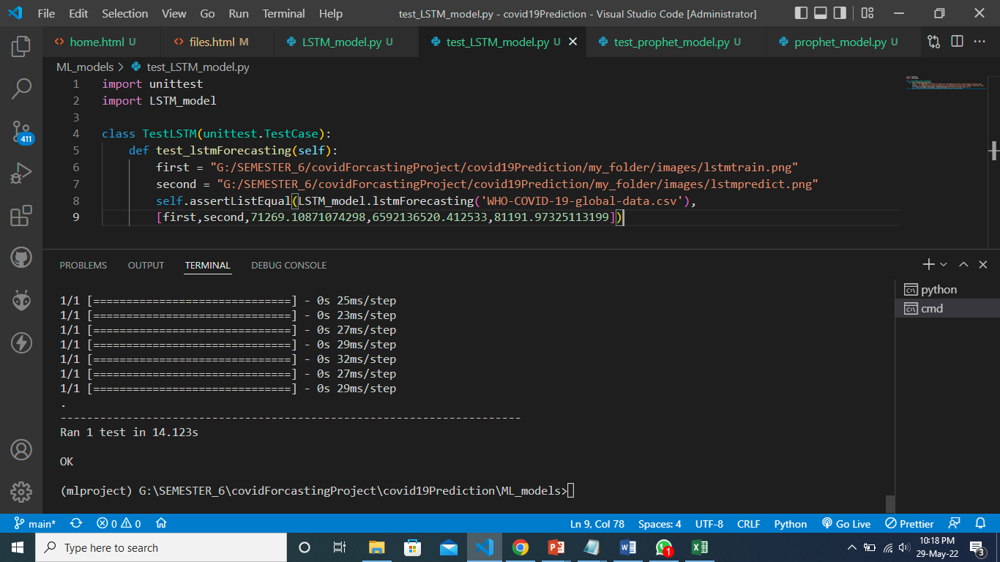 File Edit Selection View Go Run Terminal Help test_LSTM_model.py - covid19Prediction - Visual Studio Code [Administrator]
home.html U files.html M LSTM_model.py U test_LSTM_model.py U test_prophet_model.py U prophet_model.py U
ML_models > test_LSTM_model.py
1 import unittest
2 import LSTM_model
3
4 class TestLSTM(unittest.TestCase):
5 def test_lstmForecasting(self):
6 first = "G:/SEMESTER_6/covidForcastingProject/covid19Prediction/my_folder/images/lstmtrain.png"
7 second = "G:/SEMESTER_6/covidForcastingProject/covid19Prediction/my_folder/images/lstmpredict.png"
8 self.assertListEqual(LSTM_model.lstmForecasting('WHO-COVID-19-global-data.csv'),
9 [first,second,71269.10871074298,6592136520.412533,81191.97325113199])
411
PROBLEMS OUTPUT TERMINAL DEBUG CONSOLE
1/1 [==============================] - 0s 25ms/step
1/1 [==============================] - 0s 23ms/step
1/1 [==============================] - 0s 27ms/step
1/1 [==============================] - 0s 29ms/step
1/1 [==============================] - 0s 32ms/step
1/1 [==============================] - 0s 27ms/step
1/1 [==============================] - 0s 29ms/step
.
----------------------------------------------------------------------
Ran 1 test in 14.123s
OK
(mlproject) G:\SEMESTER_6\covidForcastingProject\covid19Prediction\ML_models>
python
cmd
main* 0 0 Ln 9, Col 78 Spaces: 4 UTF-8 CRLF Python Go Live Prettier
Type here to search 1 10:18 PM
29-May-22 3